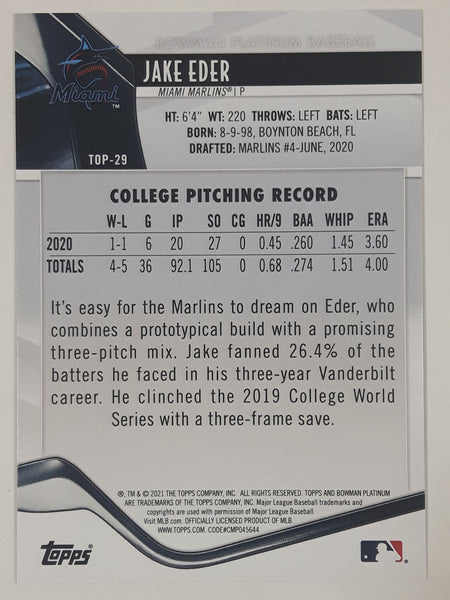 BOWMAN PLATINUM BASEBALL
JAKE EDER
Miami™
MIAMI MARLINS® | P
HT: 6'4" WT: 220 THROWS: LEFT BATS: LEFT
BORN: 8-9-98, BOYNTON BEACH, FL
DRAFTED: MARLINS #4-JUNE, 2020
TOP-29
COLLEGE PITCHING RECORD
W-L G IP SO CG HR/9 BAA WHIP ERA
2020 1-1 6 20 27 0 0.45 .260 1.45 3.60
TOTALS 4-5 36 92.1 105 0 0.68 .274 1.51 4.00
It's easy for the Marlins to dream on Eder, who
combines a prototypical build with a promising
three-pitch mix. Jake fanned 26.4% of the
batters he faced in his three-year Vanderbilt
career. He clinched the 2019 College World
Series with a three-frame save.
®, TM & © 2021 THE TOPPS COMPANY, INC. ALL RIGHTS RESERVED. TOPPS AND BOWMAN PLATINUM
ARE TRADEMARKS OF THE TOPPS COMPANY, INC. Major League Baseball trademarks and
copyrights are used with permission of Major League Baseball.
Visit MLB.com. OFFICIALLY LICENSED PRODUCT OF MLB.
WWW.TOPPS.COM. CODE#CMP045644
TOPPS